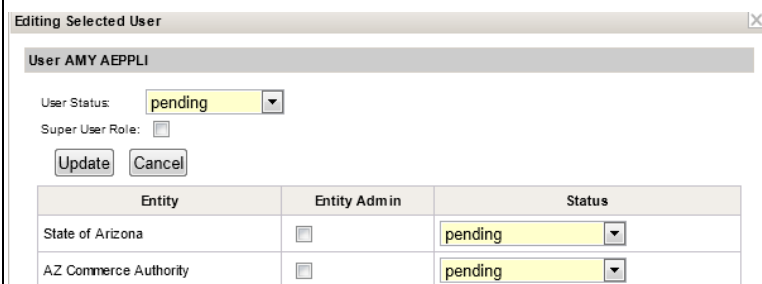 Editing Selected User
User AMY AEPPLI
User Status: pending
Super User Role:
Update Cancel
Entity Entity Admin Status
State of Arizona pending
AZ Commerce Authority pending